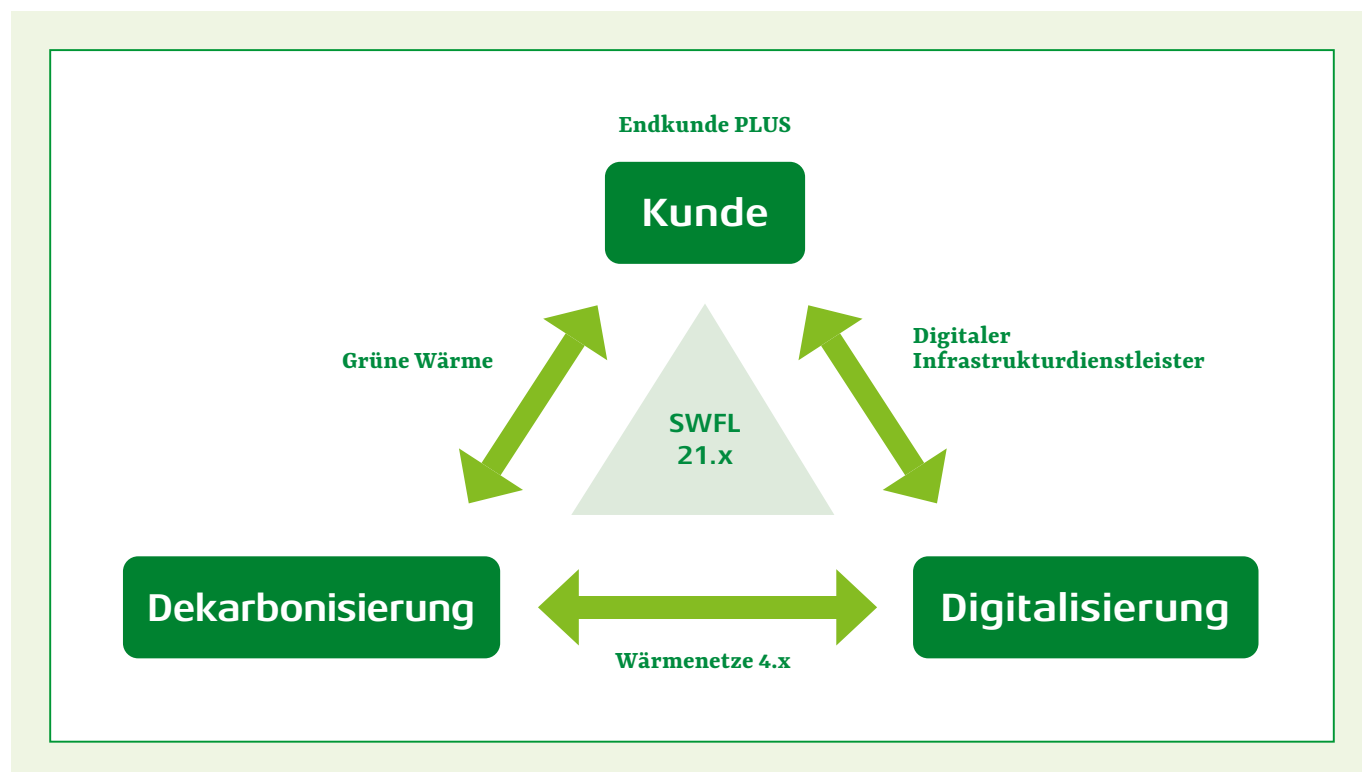 Endkunde PLUS
Kunde
Grüne Wärme
Digitaler
Infrastrukturdienstleister
SWFL
21.x
Dekarbonisierung
Digitalisierung
Wärmenetze 4.x